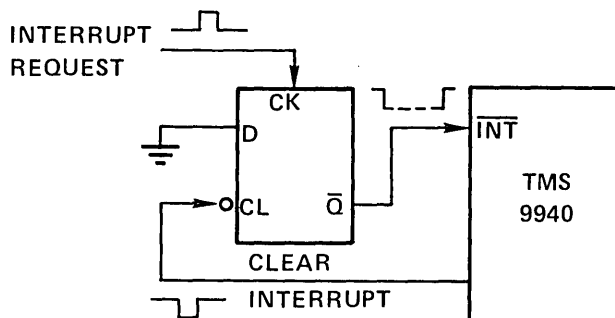 INTERRUPT
REQUEST
CK
D
INT
TMS
9940
CL
Q
CLEAR
INTERRUPT